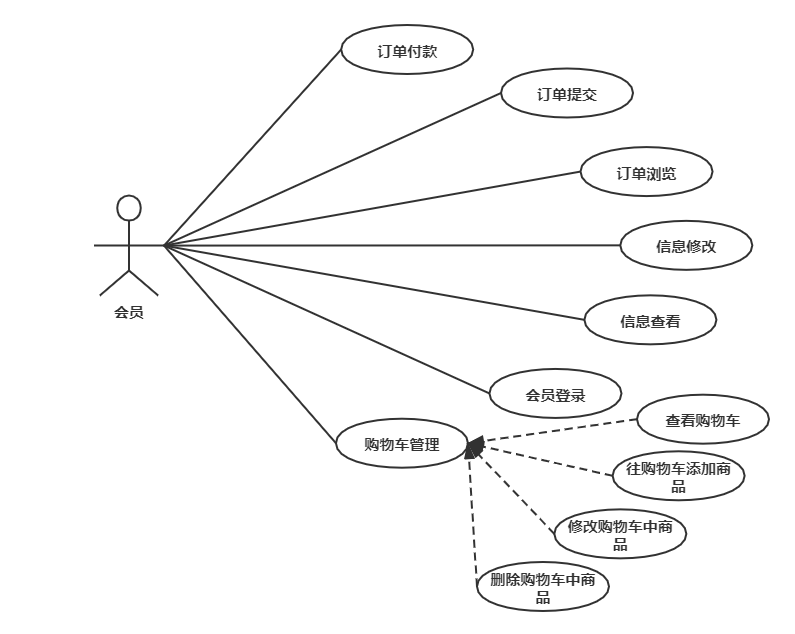 订单付款
订单提交
订单浏览
信息修改
信息查看
会员
会员登录
查看购物车
购物车管理
往购物车添加商
品
修改购物车中商
品
删除购物车中商
品